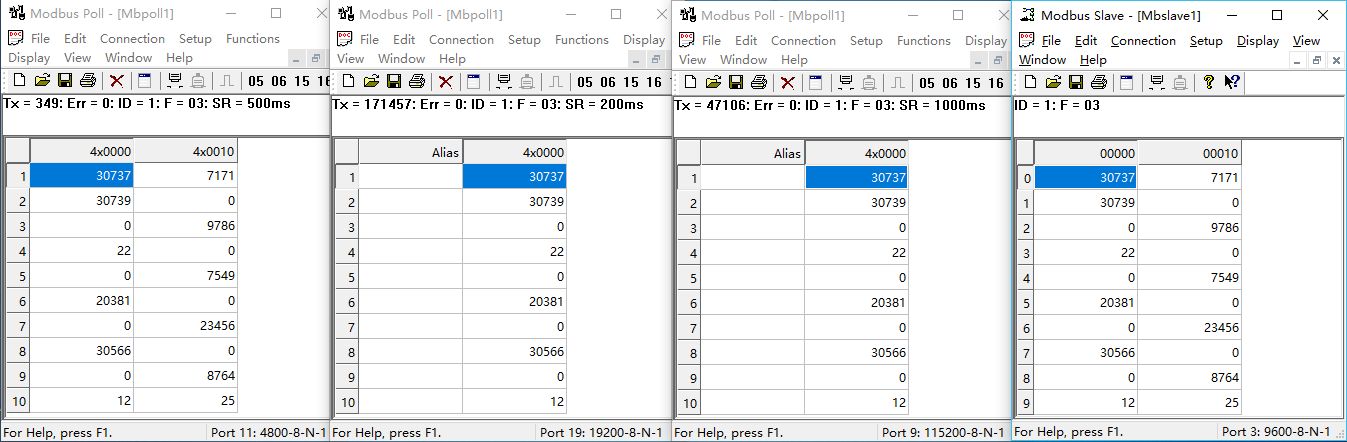 Modbus Poll - [Mbpoll1]
File Edit Connection Setup Functions
Display View Window Help
05 06 15 16
Tx = 349: Err = 0: ID = 1: F = 03: SR = 500ms
4x0000 4x0010
1 30737 7171
2 30739 0
3 0 9786
4 22 0
5 0 7549
6 20381 0
7 0 23456
8 30566 0
9 0 8764
10 12 25
For Help, press F1. Port 11: 4800-8-N-1
Modbus Poll - [Mbpoll1]
File Edit Connection Setup Functions Display
View Window Help
05 06 15 16
Tx = 171457: Err = 0: ID = 1: F = 03: SR = 200ms
Alias 4x0000
1 30737
2 30739
3 0
4 22
5 0
6 20381
7 0
8 30566
9 0
10 12
For Help, press F1. Port 19: 19200-8-N-1
Modbus Poll - [Mbpoll1]
File Edit Connection Setup Functions Display
View Window Help
05 06 15 16
Tx = 47106: Err = 0: ID = 1: F = 03: SR = 1000ms
Alias 4x0000
1 30737
2 30739
3 0
4 22
5 0
6 20381
7 0
8 30566
9 0
10 12
For Help, press F1. Port 9: 115200-8-N-1
Modbus Slave - [Mbslave1]
File Edit Connection Setup Display View
Window Help
ID = 1: F = 03
00000 00010
0 30737 7171
1 30739 0
2 0 9786
3 22 0
4 0 7549
5 20381 0
6 0 23456
7 30566 0
8 0 8764
9 12 25
For Help, press F1. Port 3: 9600-8-N-1